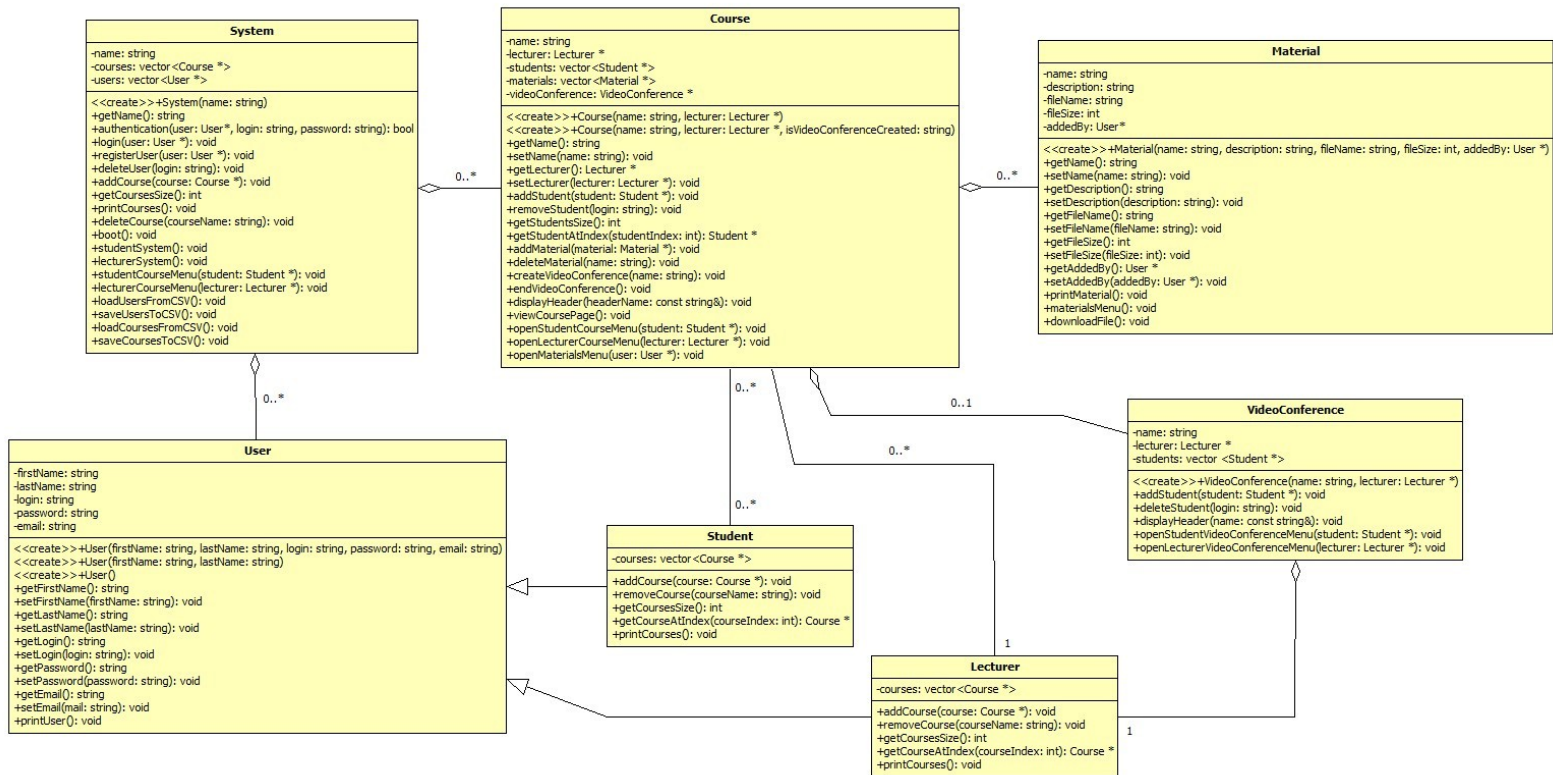 System
-name: string
-courses: vector<Course *>
-users: vector<User *>
<<create>>+System(name: string)
+getName(): string
+authentication(user: User*, login: string, password: string): bool
+login(user: User *): void
+registerUser(user: User *): void
+deleteUser(login: string): void
+addCourse(course: Course *): void
+getCoursesSize(): int
+printCourses(): void
+deleteCourse(courseName: string): void
+boot(): void
+studentSystem(): void
+lecturerSystem(): void
+studentCourseMenu(student: Student *): void
+lecturerCourseMenu(lecturer: Lecturer *): void
+loadUsersFromCSV(): void
+saveUsersToCSV(): void
+loadCoursesFromCSV(): void
+saveCoursesToCSV(): void
0..*
Course
-name: string
-lecturer: Lecturer *
-students: vector<Student *>
-materials: vector<Material *>
-videoConference: VideoConference *
<<create>>+Course(name: string, lecturer: Lecturer *)
<<create>>+Course(name: string, lecturer: Lecturer *, isVideoConferenceCreated: string)
+getName(): string
+setName(name: string): void
+getLecturer(): Lecturer *
+setLecturer(lecturer: Lecturer *): void
+addStudent(student: Student *): void
+removeStudent(login: string): void
+getStudentsSize(): int
+getStudentAtIndex(studentIndex: int): Student *
+addMaterial(material: Material *): void
+deleteMaterial(name: string): void
+createVideoConference(name: string): void
+endVideoConference(): void
+displayHeader(headerName: const string&): void
+viewCoursePage(): void
+openStudentCourseMenu(student: Student *): void
+openLecturerCourseMenu(lecturer: Lecturer *): void
+openMaterialsMenu(user: User *): void
0..*
Material
-name: string
-description: string
-fileName: string
-fileSize: int
-addedBy: User*
<<create>>+Material(name: string, description: string, fileName: string, fileSize: int, addedBy: User *)
+getName(): string
+setName(name: string): void
+getDescription(): string
+setDescription(description: string): void
+getFileName(): string
+setFileName(fileName: string): void
+getFileSize(): int
+setFileSize(fileSize: int): void
+getAddedBy(): User *
+setAddedBy(addedBy: User *): void
+printMaterial(): void
+materialsMenu(): void
+downloadFile(): void
0..*
0..*
0..1
0..*
User
-firstName: string
-lastName: string
-login: string
-password: string
-email: string
<<create>>+User(firstName: string, lastName: string, login: string, password: string, email: string)
<<create>>+User(firstName: string, lastName: string)
<<create>>+User()
+getFirstName(): string
+setFirstName(firstName: string): void
+getLastName(): string
+setLastName(lastName: string): void
+getLogin(): string
+setLogin(login: string): void
+getPassword(): string
+setPassword(password: string): void
+getEmail(): string
+setEmail(mail: string): void
+printUser(): void
0..*
Student
-courses: vector<Course *>
+addCourse(course: Course *): void
+removeCourse(courseName: string): void
+getCoursesSize(): int
+getCourseAtIndex(courseIndex: int): Course *
+printCourses(): void
VideoConference
-name: string
-lecturer: Lecturer *
-students: vector <Student *>
<<create>>+VideoConference(name: string, lecturer: Lecturer *)
+addStudent(student: Student *): void
+deleteStudent(login: string): void
+displayHeader(name: const string&): void
+openStudentVideoConferenceMenu(student: Student *): void
+openLecturerVideoConferenceMenu(lecturer: Lecturer *): void
1
Lecturer
-courses: vector<Course *>
+addCourse(course: Course *): void
+removeCourse(courseName: string): void
+getCoursesSize(): int
+getCourseAtIndex(courseIndex: int): Course *
+printCourses(): void
1